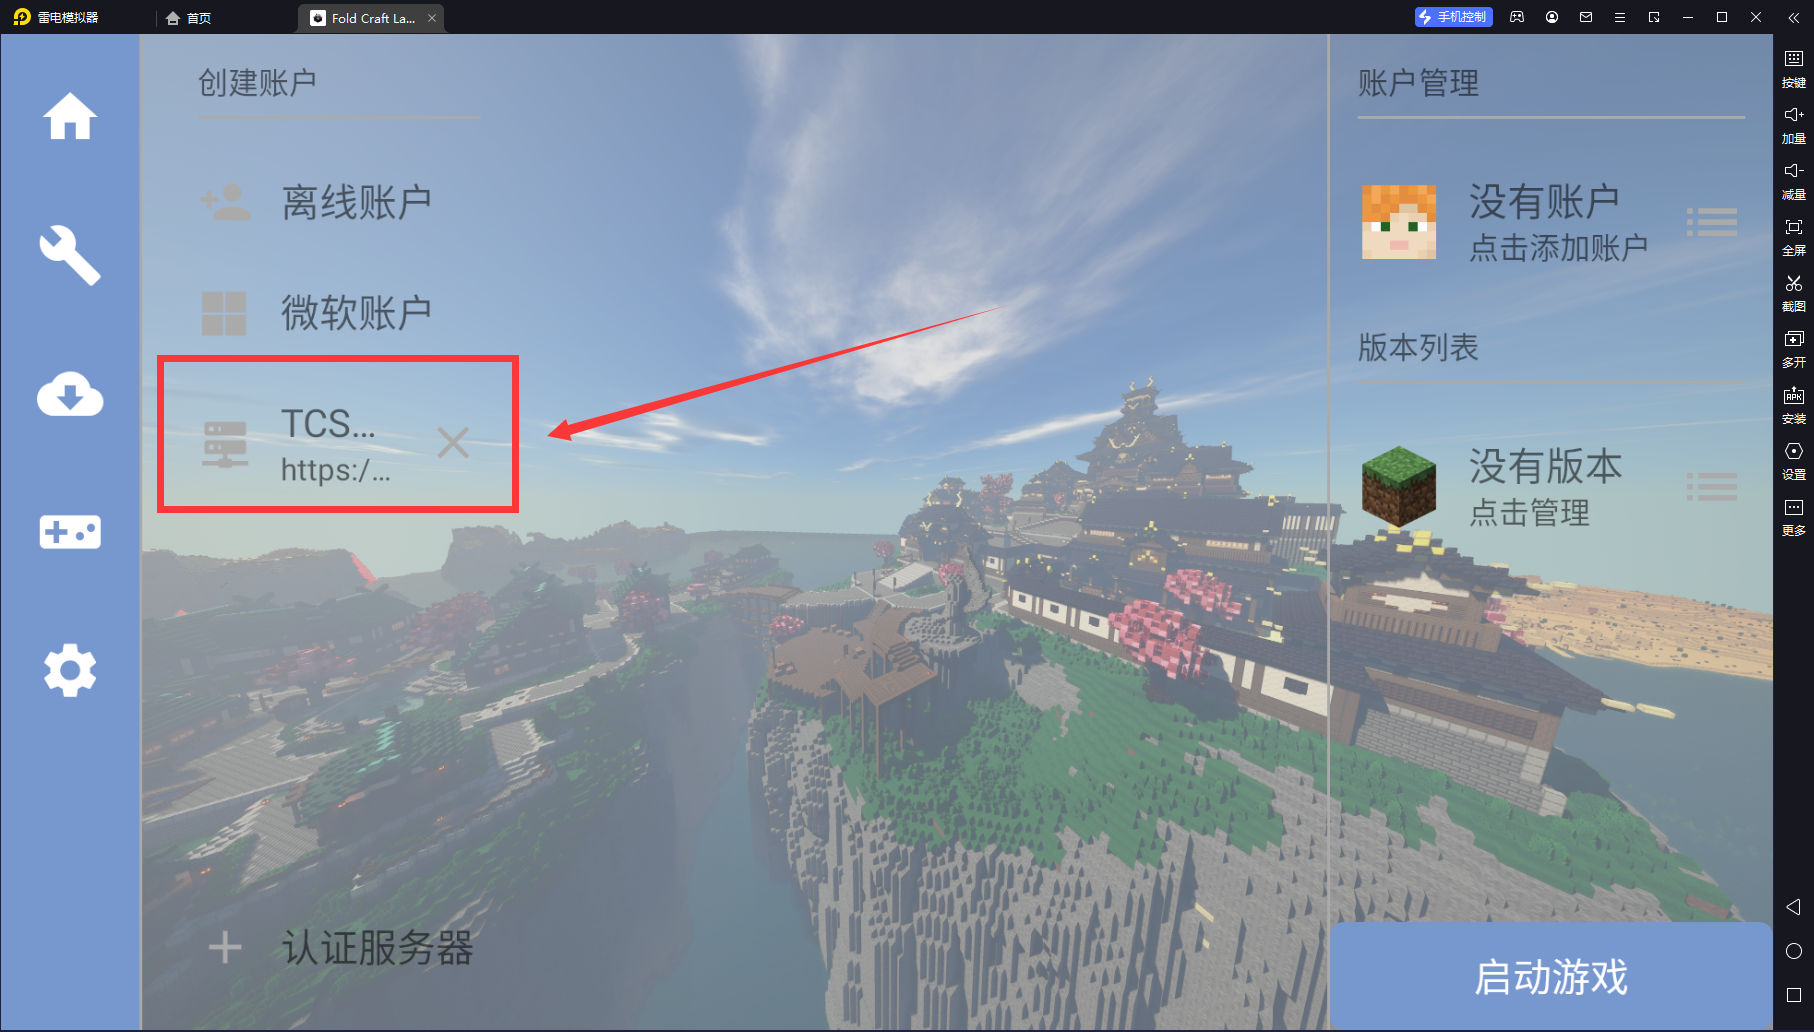 雷电模拟器
首页
Fold Craft La...
手机控制
创建账户
离线账户
微软账户
TCS...
https:/...
认证服务器
账户管理
没有账户
点击添加账户
版本列表
没有版本
点击管理
启动游戏
按键
加量
减量
全屏
截图
多开
APK
安装
设置
更多